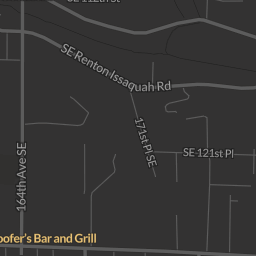 SE Renton Issaquah Rd
171st Pl SE
SE 121st Pl
164th Ave SE
oofer's Bar and Grill